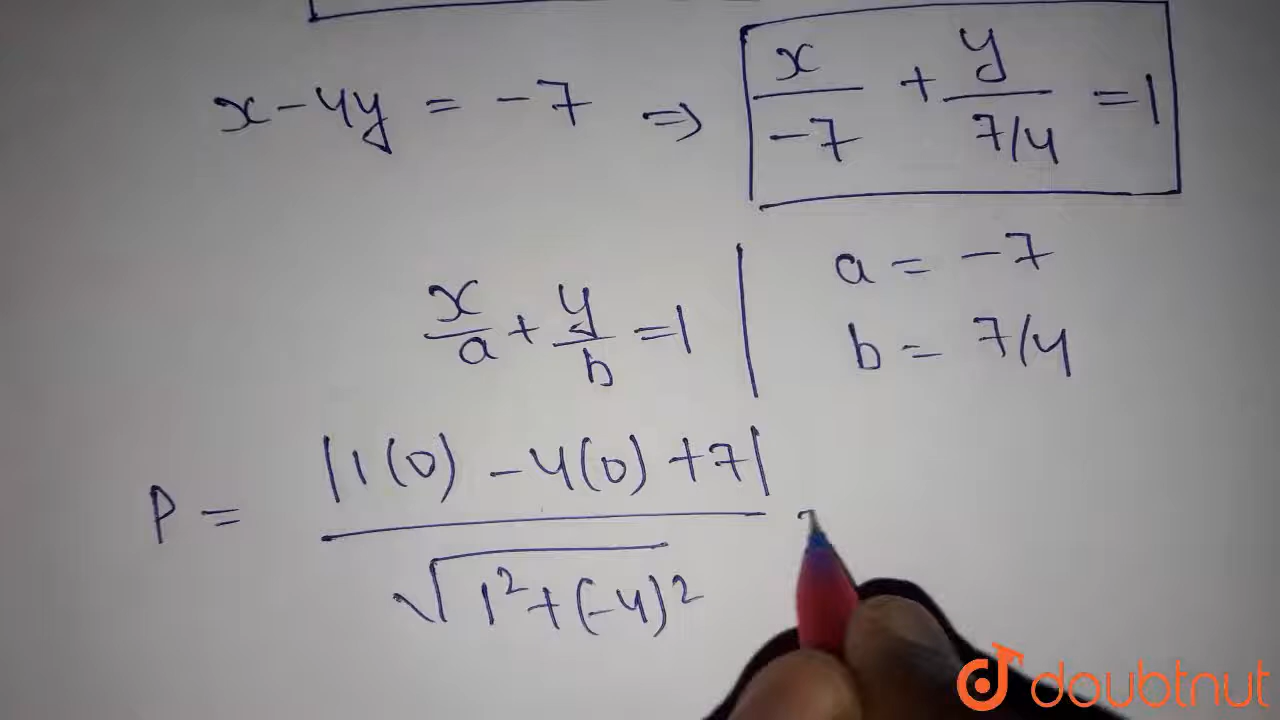 x - 4y = -7 ⇒ x/-7 + y/(7/4) = 1
x/a + y/b = 1 | a = -7
b = 7/4
P = |1(0) - 4(0) + 7| / √(1² + (-4)²)
doubtnut